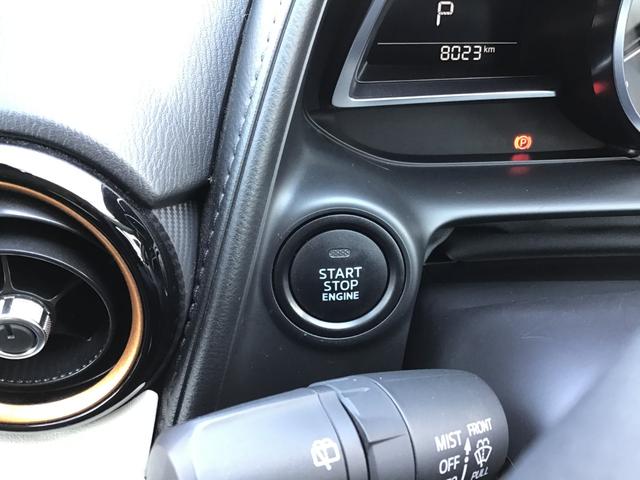 P
8023 km
P
START
STOP
ENGINE
MIST
FRONT
OFF
PULL